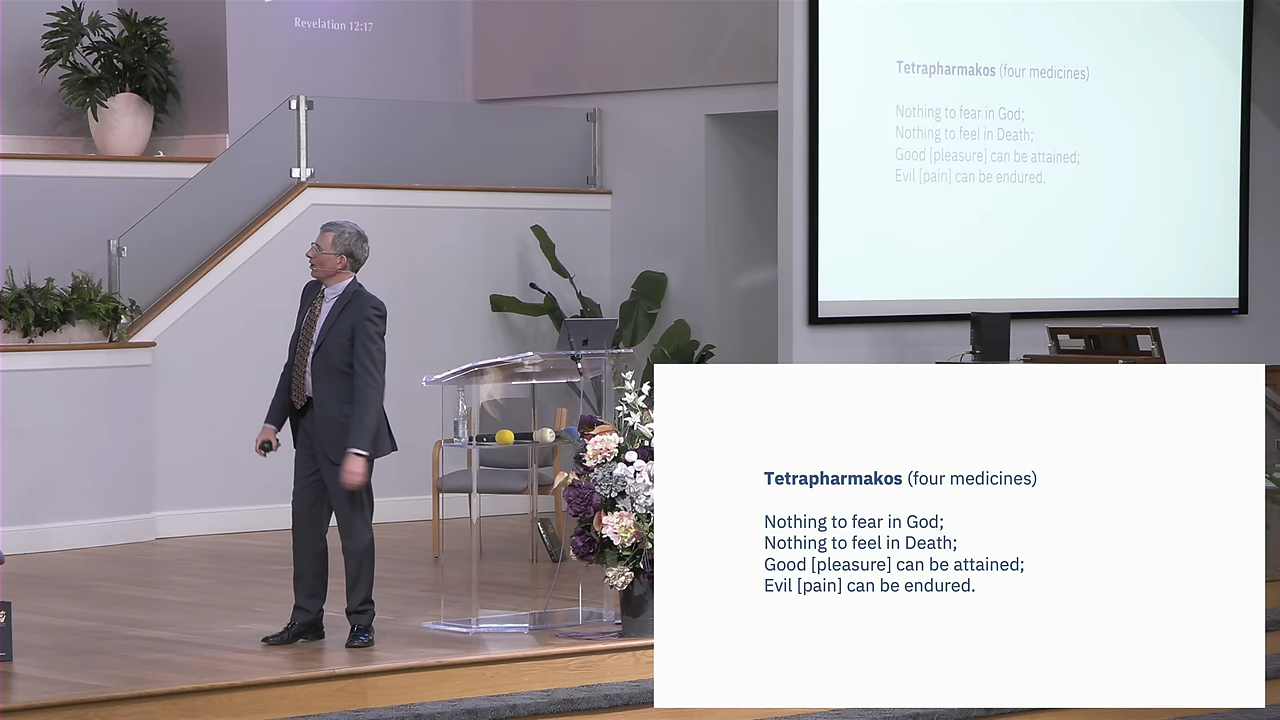 Revelation 12:17
Tetrapharmakos (four medicines)
Nothing to fear in God;
Nothing to feel in Death;
Good [pleasure] can be attained;
Evil [pain] can be endured.
Tetrapharmakos (four medicines)
Nothing to fear in God;
Nothing to feel in Death;
Good [pleasure] can be attained;
Evil [pain] can be endured.